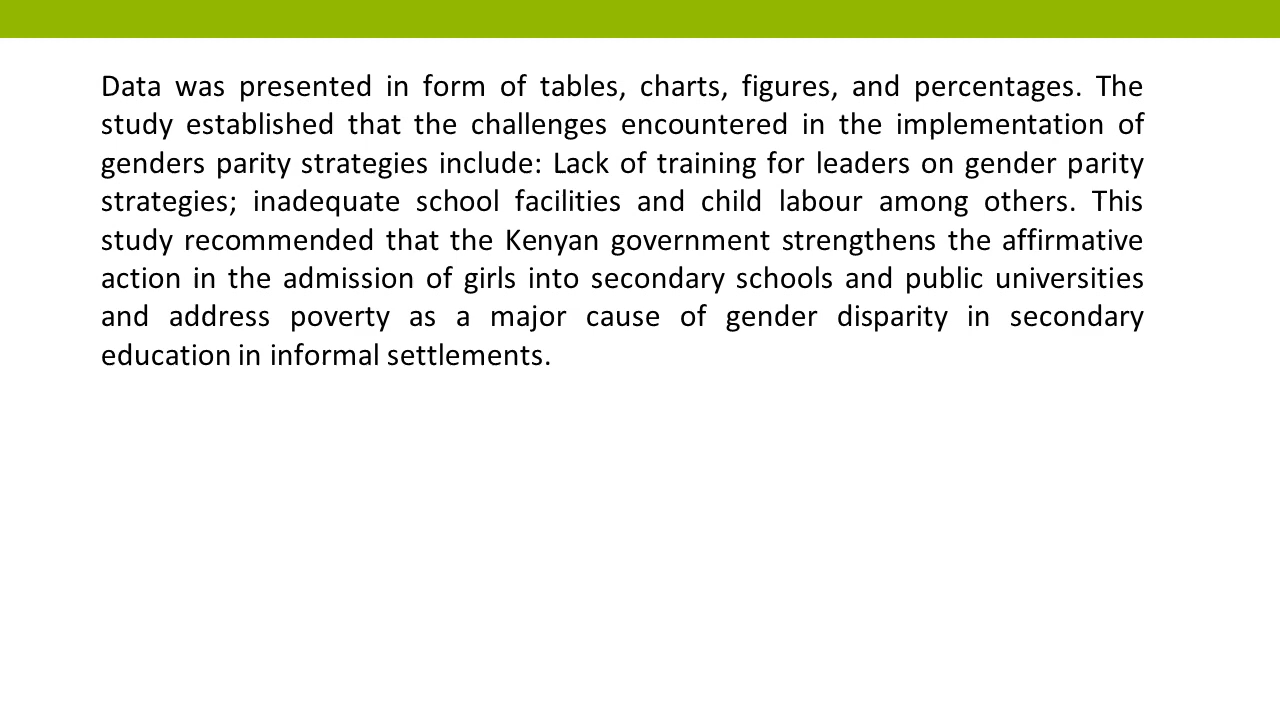 Data was presented in form of tables, charts, figures, and percentages. The
study established that the challenges encountered in the implementation of
genders parity strategies include: Lack of training for leaders on gender parity
strategies; inadequate school facilities and child labour among others. This
study recommended that the Kenyan government strengthens the affirmative
action in the admission of girls into secondary schools and public universities
and address poverty as a major cause of gender disparity in secondary
education in informal settlements.